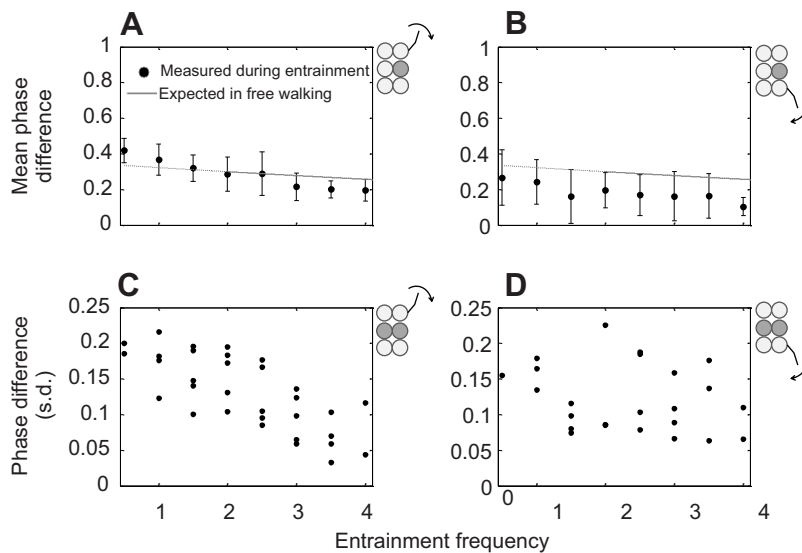 A
B
1
0.8
0.6
0.4
0.2
0
Mean phase
difference
Measured during entrainment
Expected in free walking
1
0.8
0.6
0.4
0.2
0
C
D
0.25
0.2
0.15
0.1
0.05
0
Phase difference
(s.d.)
0.25
0.2
0.15
0.1
0.05
0
1 2 3 4
0 1 2 3 4
Entrainment frequency